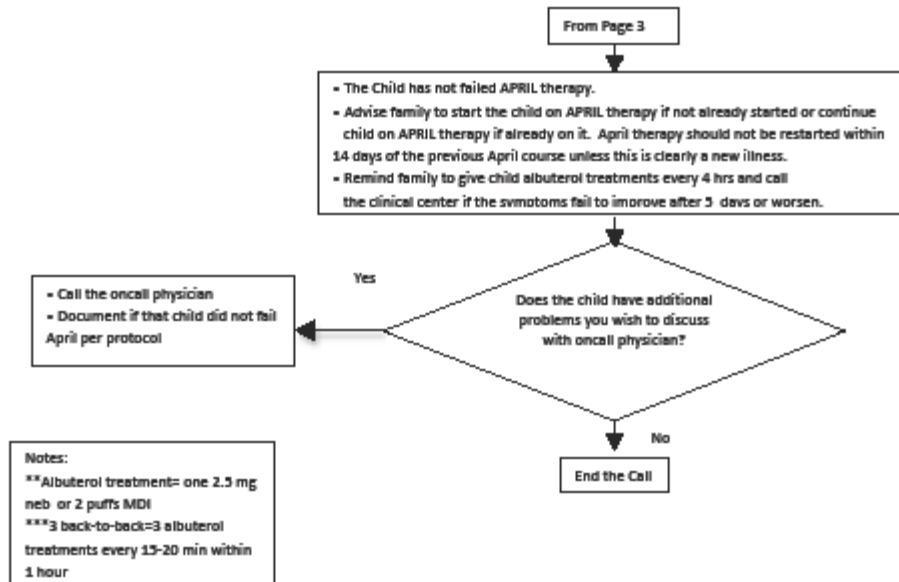 From Page 3
- The Child has not failed APRIL therapy.
- Advise family to start the child on APRIL therapy if not already started or continue
child on APRIL therapy if already on it. April therapy should not be restarted within
14 days of the previous April course unless this is clearly a new illness.
- Remind family to give child albuterol treatments every 4 hrs and call
the clinical center if the symptoms fail to improve after 5 days or worsen.
Yes
- Call the oncall physician
- Document if that child did not fail
April per protocol
Does the child have additional
problems you wish to discuss
with oncall physician?
No
End the Call
Notes:
**Albuterol treatment= one 2.5 mg
neb or 2 puffs MDI
***3 back-to-back=3 albuterol
treatments every 15-20 min within
1 hour